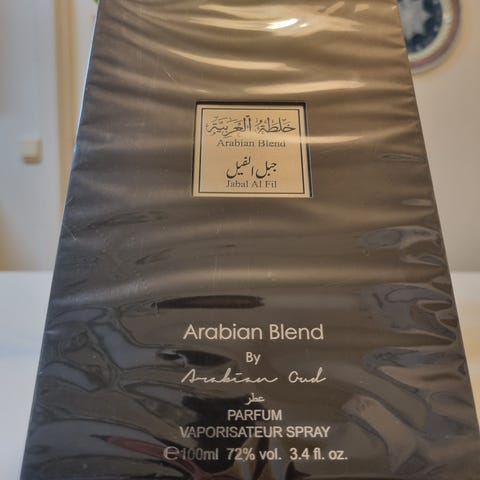 خلطة العربية
Arabian Blend
جبل الفيل
Jabal Al Fil
Arabian Blend
By
Arabian Oud
عطر
PARFUM
VAPORISATEUR SPRAY
℮100ml 72% vol. 3.4 fl. oz.